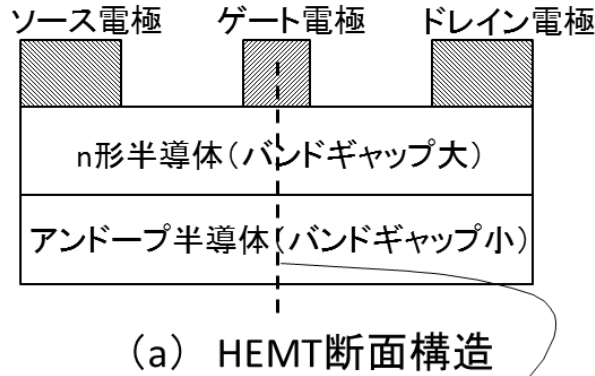 ソース電極 ゲート電極 ドレイン電極
n形半導体(バンドギャップ大)
アンドープ半導体(バンドギャップ小)
(a) HEMT断面構造